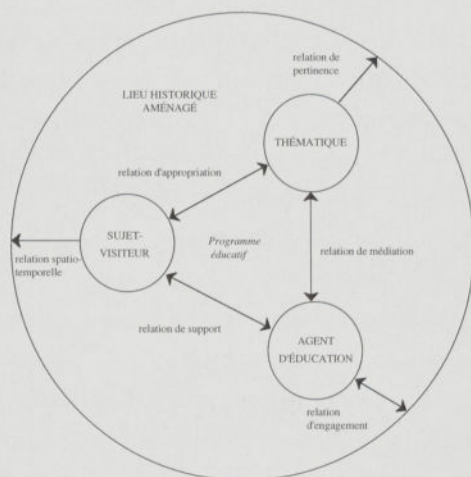 relation de
pertinence
LIEU HISTORIQUE
AMÉNAGÉ
THÉMATIQUE
relation d'appropriation
SUJET-
VISITEUR
Programme
éducatif
relation de médiation
relation spatio-
temporelle
relation de support
AGENT
D'ÉDUCATION
relation
d'engagement